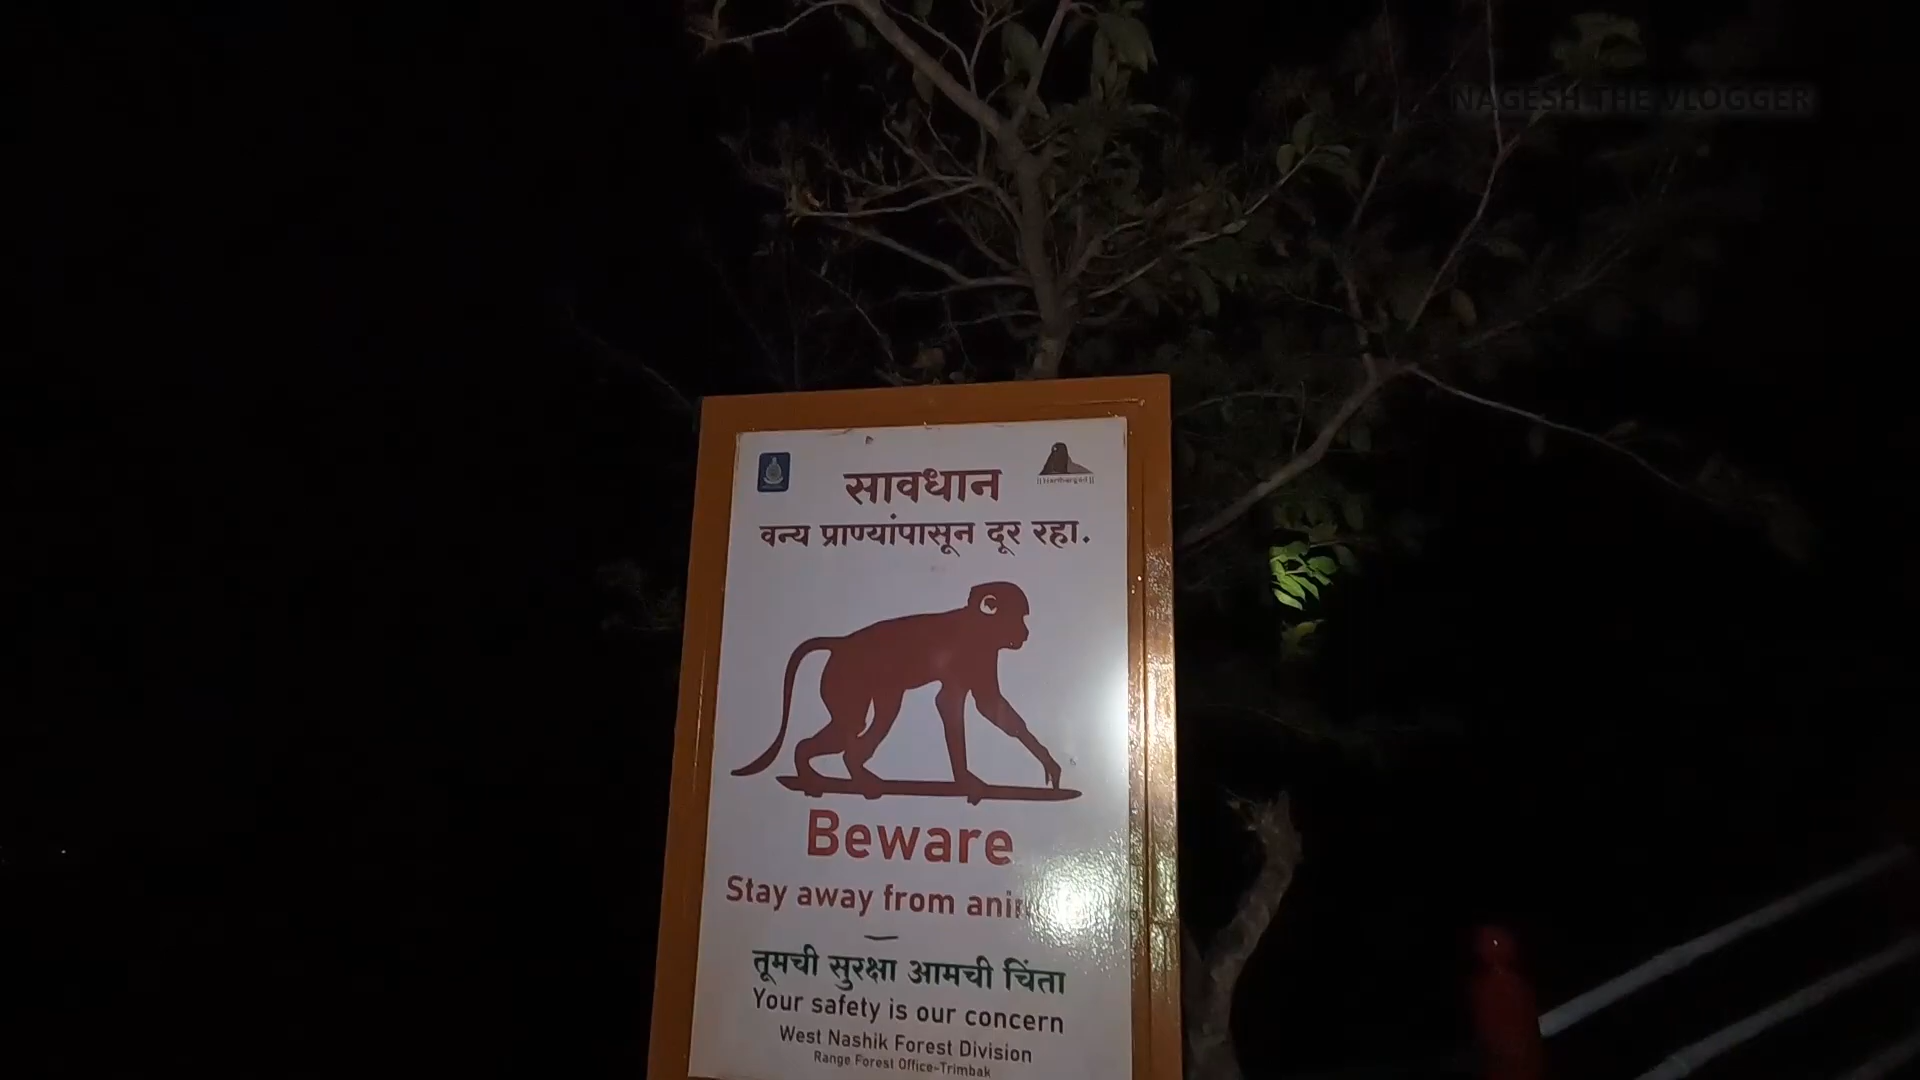 NAGESH THE VLOGGER
सावधान
वन्य प्राण्यांपासून दूर रहा.
Beware
Stay away from
तूमची सुरक्षा आमची चिंता
Your safety is our concern
West Nashik Forest Division
Range Forest Office-Trimbak